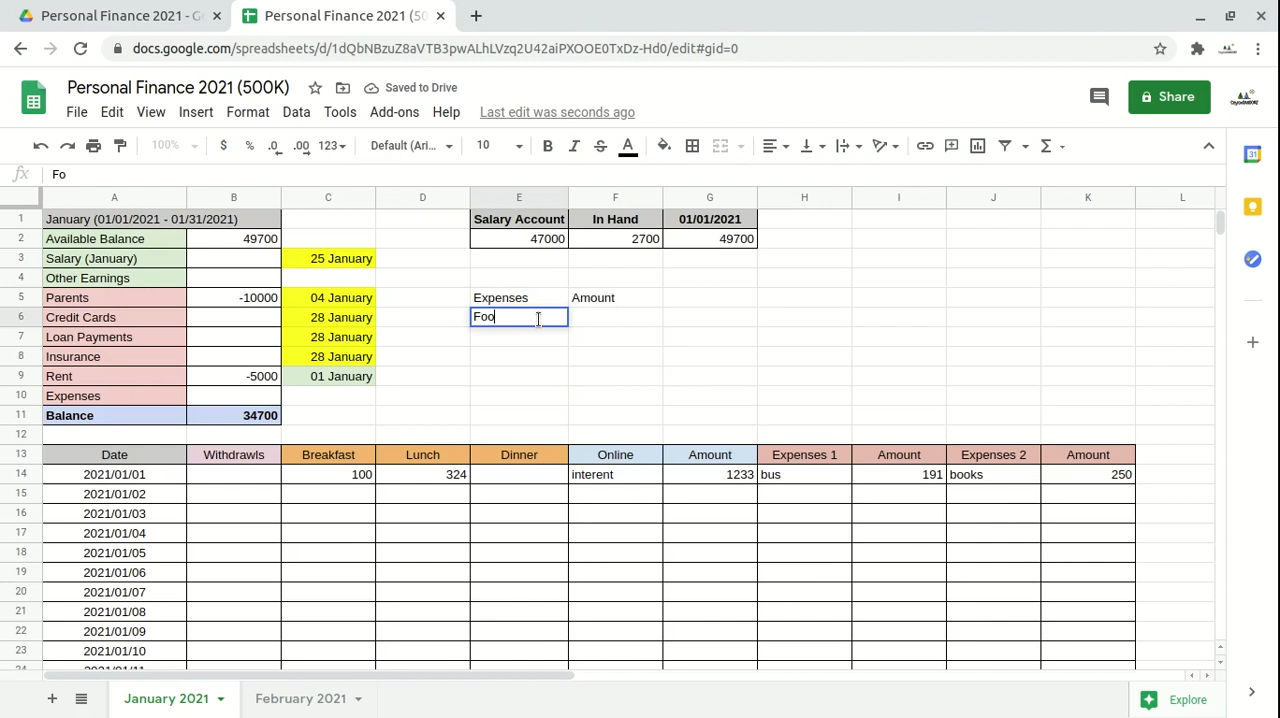 Personal Finance 2021 - G
Personal Finance 2021 (50
docs.google.com/spreadsheets/d/1dQbNBzuZ8aVTB3pwALhLVzq2U42aiPXOOE0TxDz-Hd0/edit#gid=0
Personal Finance 2021 (500K)
Saved to Drive
File Edit View Insert Format Data Tools Add-ons Help Last edit was seconds ago
Share
100% $ % .0 .00 123 Default (Ari... 10 B I S A Σ
fx Fo
31
A B C D E F G H I J K L
1 January (01/01/2021 - 01/31/2021) Salary Account In Hand 01/01/2021
2 Available Balance 49700 47000 2700 49700
3 Salary (January) 25 January
4 Other Earnings
5 Parents -10000 04 January Expenses Amount
6 Credit Cards 28 January Foo
7 Loan Payments 28 January
8 Insurance 28 January
9 Rent -5000 01 January
10 Expenses
11 Balance 34700
12
13 Date Withdrawls Breakfast Lunch Dinner Online Amount Expenses 1 Amount Expenses 2 Amount
14 2021/01/01 100 324 interent 1233 bus 191 books 250
15 2021/01/02
16 2021/01/03
17 2021/01/04
18 2021/01/05
19 2021/01/06
20 2021/01/07
21 2021/01/08
22 2021/01/09
23 2021/01/10
24 2021/01/11
January 2021 February 2021 Explore